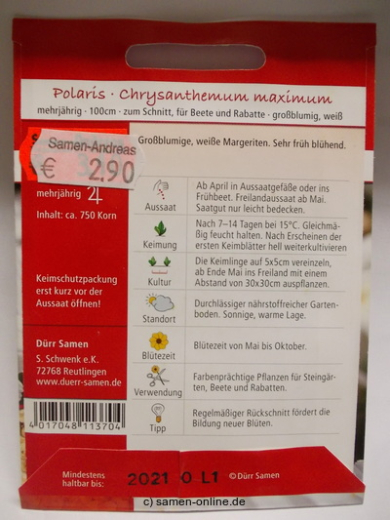 Polaris · Chrysanthemum maximum
mehrjährig · 100cm · zum Schnitt, für Beete und Rabatte · großblumig, weiß
Samen-Andreas
€ 2,90
mehrjährig 4
Inhalt: ca. 750 Korn
Keimschutzpackung
erst kurz vor der
Aussaat öffnen!
Dürr Samen
S. Schwenk e.K.
72768 Reutlingen
www.duerr-samen.de
4 017048 113704
Großblumige, weiße Margeriten. Sehr früh blühend.
Aussaat
Ab April in Aussaatgefäße oder ins
Frühbeet. Freilandaussaat ab Mai.
Saatgut nur leicht bedecken.
Keimung
Nach 7–14 Tagen bei 15°C. Gleichmä-
ßig feucht halten. Nach Erscheinen der
ersten Keimblätter hell weiterkultivieren
Kultur
Die Keimlinge auf 5x5cm vereinzeln,
ab Ende Mai ins Freiland mit einem
Abstand von 30x30cm auspflanzen.
Standort
Durchlässiger nährstoffreicher Garten-
boden. Sonnige, warme Lage.
Blütezeit
Blütezeit von Mai bis Oktober.
Verwendung
Farbenprächtige Pflanzen für Steingär-
ten, Beete und Rabatten.
Tipp
Regelmäßiger Rückschnitt fördert die
Bildung neuer Blüten.
Mindestens
haltbar bis:
2021 O L1
© Dürr Samen
c) samen-online.de